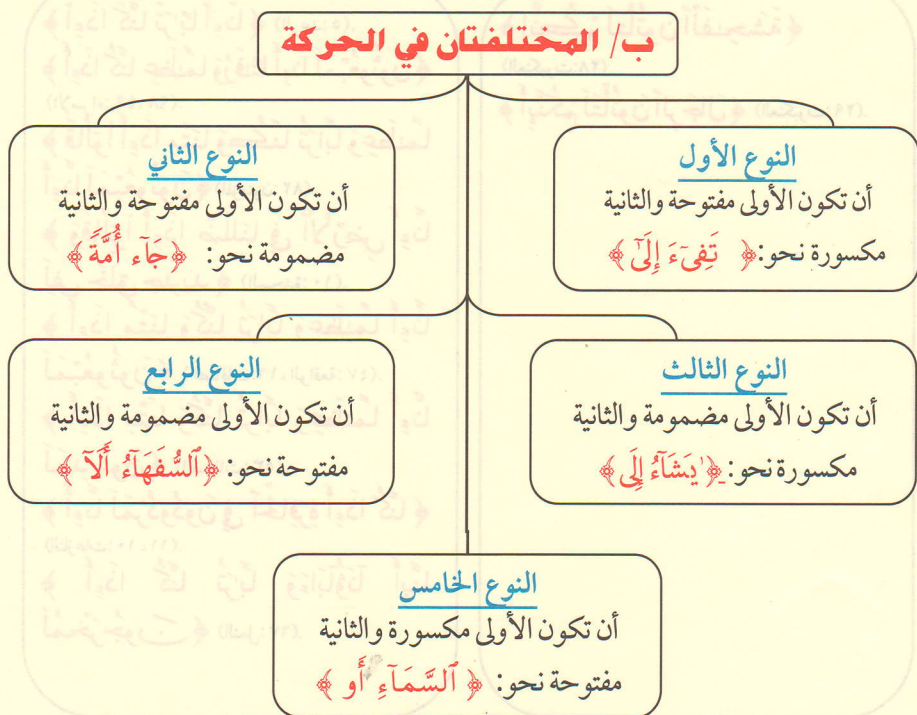 ب/ المختلفتان في الحركة
النوع الأول
أن تكون الأولى مفتوحة والثانية
مكسورة نحو: ﴿ تَفِىٓءَ إِلَىٰٓ ﴾
النوع الثاني
أن تكون الأولى مفتوحة والثانية
مضمومة نحو: ﴿ جَآءَ أُمَّةً ﴾
النوع الثالث
أن تكون الأولى مضمومة والثانية
مكسورة نحو: ﴿ يَشَآءُ إِلَى ﴾
النوع الرابع
أن تكون الأولى مضمومة والثانية
مفتوحة نحو: ﴿ ٱلسُّفَهَآءُ أَلَآ ﴾
النوع الخامس
أن تكون الأولى مكسورة والثانية
مفتوحة نحو: ﴿ ٱلسَّمَآءِ أَو ﴾